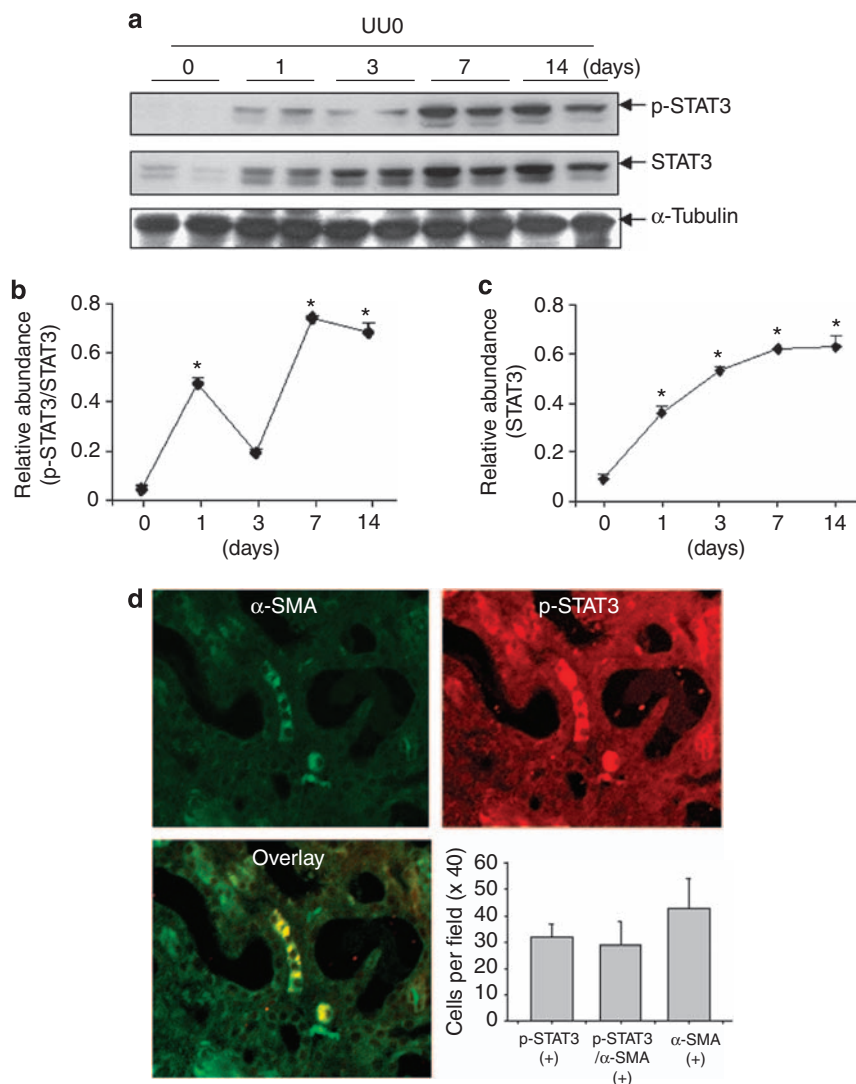 a
UU0
0 1 3 7 14 (days)
p-STAT3
STAT3
α-Tubulin
b
Relative abundance
(p-STAT3/STAT3)
0.8
0.6
0.4
0.2
0
* * *
0 1 3 7 14
(days)
c
Relative abundance
(STAT3)
0.8
0.6
0.4
0.2
0
* * * *
0 1 3 7 14
(days)
d
α-SMA
p-STAT3
Overlay
Cells per field (x 40)
60
50
40
30
20
10
0
p-STAT3
(+)
p-STAT3
/α-SMA
(+)
α-SMA
(+)